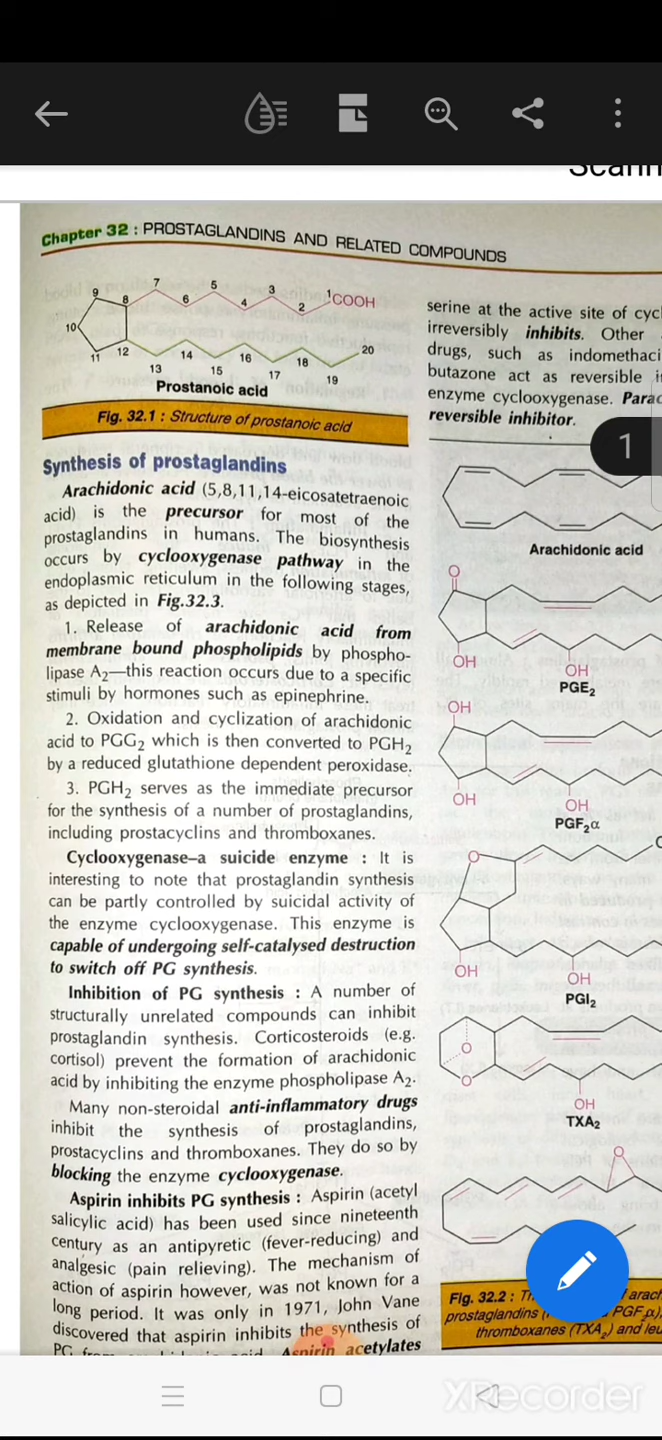 Scann
Chapter 32 : PROSTAGLANDINS AND RELATED COMPOUNDS
9
8
7
6
5
4
3
2
1
COOH
10
11
12
13
14
15
16
17
18
19
20
Prostanoic acid
Fig. 32.1 : Structure of prostanoic acid
Synthesis of prostaglandins
Arachidonic acid (5,8,11,14-eicosatetraenoic
acid) is the precursor for most of the
prostaglandins in humans. The biosynthesis
occurs by cyclooxygenase pathway in the
endoplasmic reticulum in the following stages,
as depicted in Fig.32.3.
1. Release of arachidonic acid from
membrane bound phospholipids by phospho-
lipase A₂—this reaction occurs due to a specific
stimuli by hormones such as epinephrine.
2. Oxidation and cyclization of arachidonic
acid to PGG₂ which is then converted to PGH₂
by a reduced glutathione dependent peroxidase.
3. PGH₂ serves as the immediate precursor
for the synthesis of a number of prostaglandins,
including prostacyclins and thromboxanes.
Cyclooxygenase–a suicide enzyme : It is
interesting to note that prostaglandin synthesis
can be partly controlled by suicidal activity of
the enzyme cyclooxygenase. This enzyme is
capable of undergoing self-catalysed destruction
to switch off PG synthesis.
Inhibition of PG synthesis : A number of
structurally unrelated compounds can inhibit
prostaglandin synthesis. Corticosteroids (e.g.
cortisol) prevent the formation of arachidonic
acid by inhibiting the enzyme phospholipase A₂.
Many non-steroidal anti-inflammatory drugs
inhibit the synthesis of prostaglandins,
prostacyclins and thromboxanes. They do so by
blocking the enzyme cyclooxygenase.
Aspirin inhibits PG synthesis : Aspirin (acetyl
salicylic acid) has been used since nineteenth
century as an antipyretic (fever-reducing) and
analgesic (pain relieving). The mechanism of
action of aspirin however, was not known for a
long period. It was only in 1971, John Vane
discovered that aspirin inhibits the synthesis of
PG from acid. Aspirin acetylates
serine at the active site of cycl
irreversibly inhibits. Other
drugs, such as indomethaci
butazone act as reversible i
enzyme cyclooxygenase. Parac
reversible inhibitor.
1
Arachidonic acid
O
OH
OH
PGE₂
OH
OH
OH
PGF₂α
O
OH
OH
PGI₂
O
O
OH
TXA₂
O
Fig. 32.2 : arach
prostaglandins PGF₂α),
thromboxanes (TXA₂) and leu
XRecorder